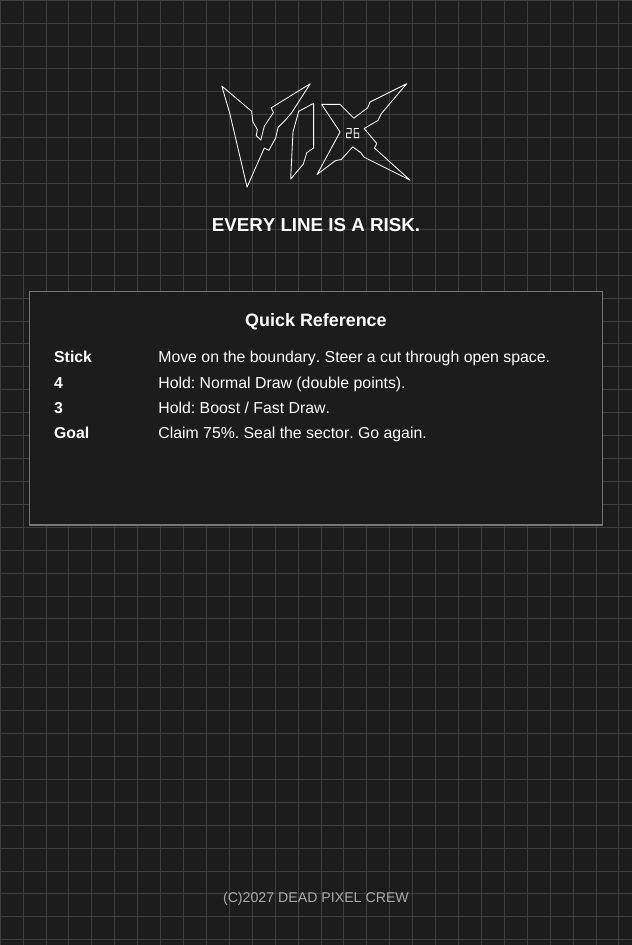 VIX
26
EVERY LINE IS A RISK.
Quick Reference
Stick Move on the boundary. Steer a cut through open space.
4 Hold: Normal Draw (double points).
3 Hold: Boost / Fast Draw.
Goal Claim 75%. Seal the sector. Go again.
(C)2027 DEAD PIXEL CREW